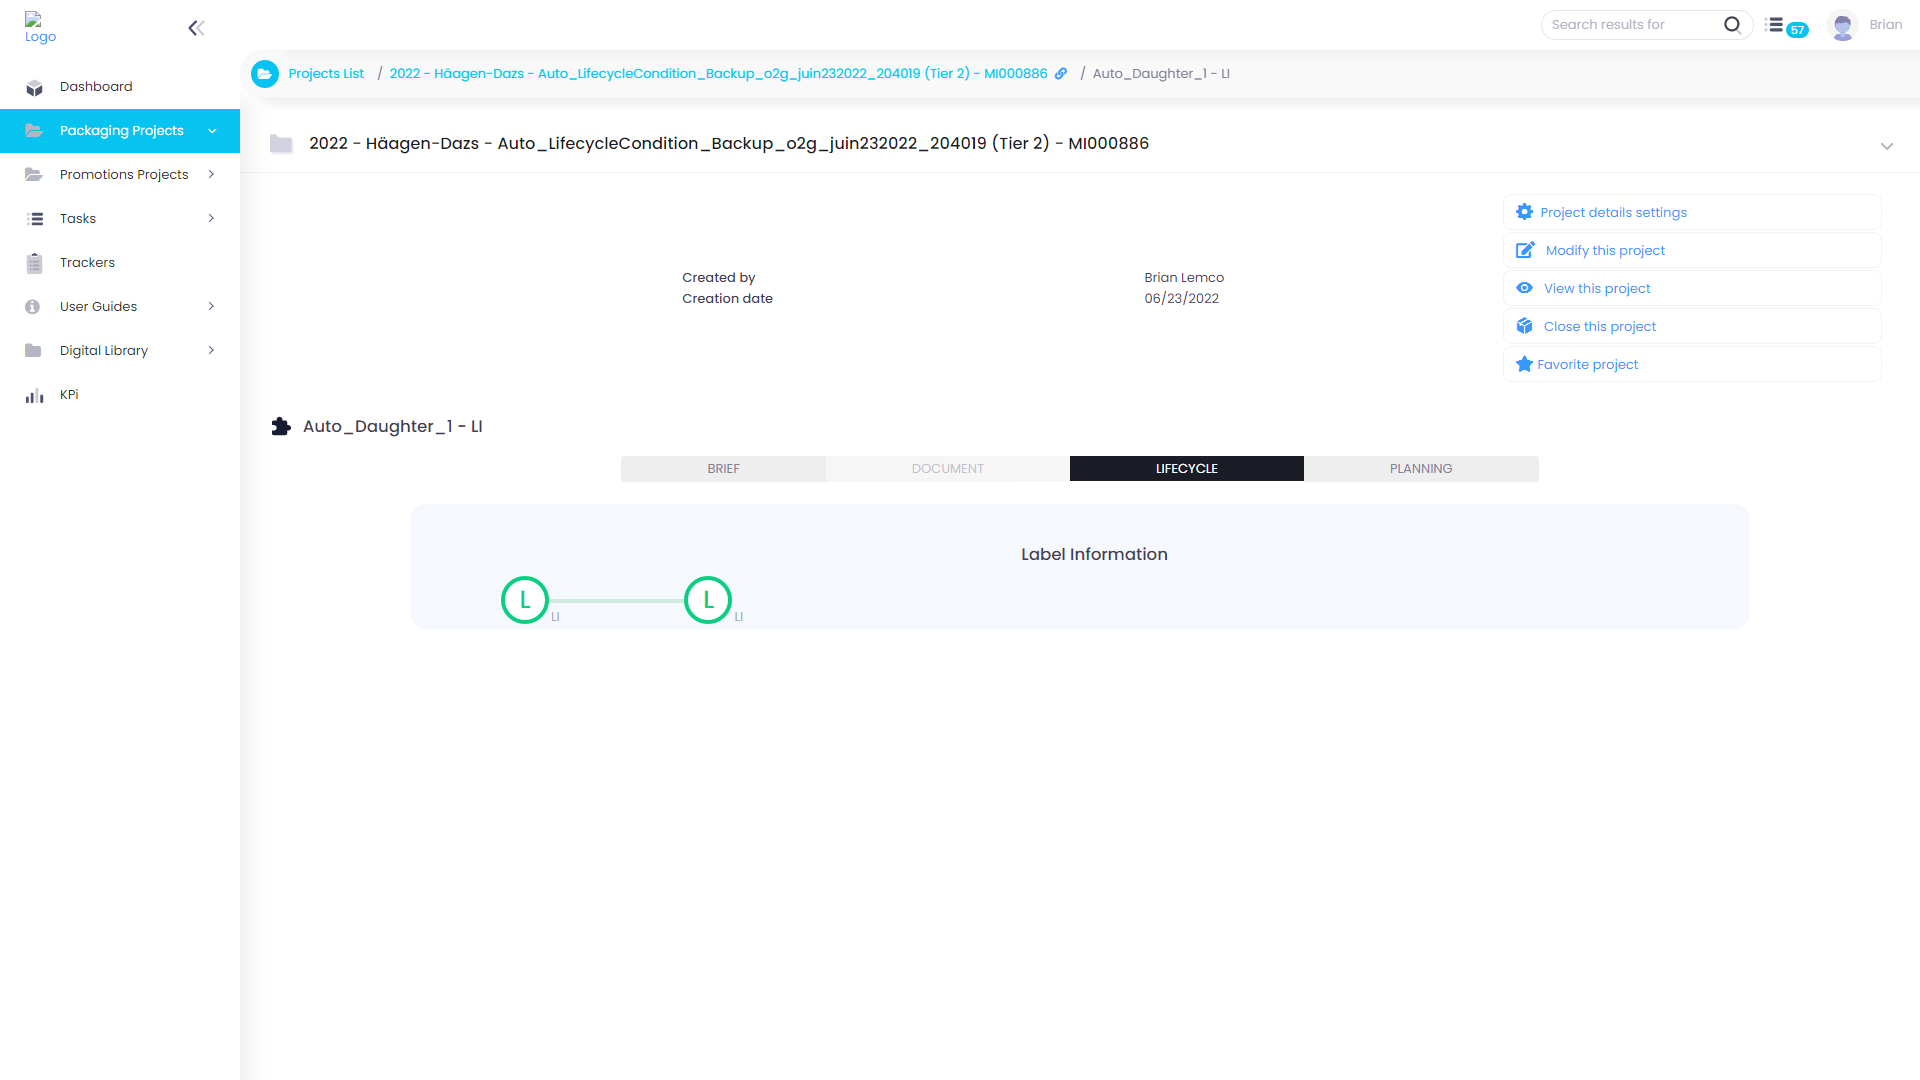 Logo
Search results for
57
Brian
Projects List / 2022 - Häagen-Dazs - Auto_LifecycleCondition_Backup_o2g_juin232022_204019 (Tier 2) - MI000886 / Auto_Daughter_1 - LI
Dashboard
Packaging Projects
Promotions Projects
Tasks
Trackers
User Guides
Digital Library
KPi
2022 - Häagen-Dazs - Auto_LifecycleCondition_Backup_o2g_juin232022_204019 (Tier 2) - MI000886
Created by Brian Lemco
Creation date 06/23/2022
Project details settings
Modify this project
View this project
Close this project
Favorite project
Auto_Daughter_1 - LI
BRIEF DOCUMENT LIFECYCLE PLANNING
Label Information
L L
LI LI